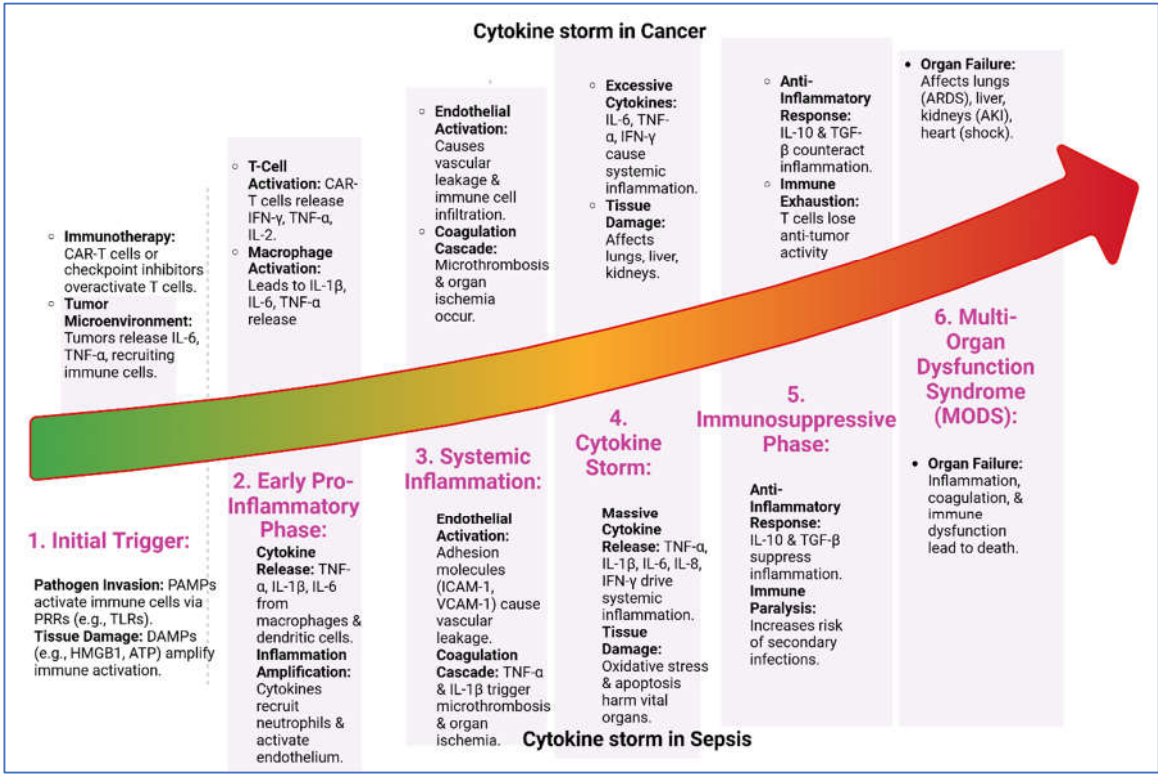 Cytokine storm in Cancer
Immunotherapy:
CAR-T cells or
checkpoint inhibitors
overactivate T cells.
Tumor
Microenvironment:
Tumors release IL-6,
TNF-α, recruiting
immune cells.
T-Cell
Activation: CAR-
T cells release
IFN-γ, TNF-α,
IL-2.
Macrophage
Activation:
Leads to IL-1β,
IL-6, TNF-α
release
Endothelial
Activation:
Causes
vascular
leakage &
immune cell
infiltration.
Coagulation
Cascade:
Microthrombosis
& organ
ischemia
occur.
Excessive
Cytokines:
IL-6, TNF-
α, IFN-γ
cause
systemic
inflammation.
Tissue
Damage:
Affects
lungs, liver,
kidneys.
Anti-
Inflammatory
Response:
IL-10 & TGF-
β counteract
inflammation.
Immune
Exhaustion:
T cells lose
anti-tumor
activity
Organ Failure:
Affects lungs
(ARDS), liver,
kidneys (AKI),
heart (shock).
1. Initial Trigger:
Pathogen Invasion: PAMPs
activate immune cells via
PRRs (e.g., TLRs).
Tissue Damage: DAMPs
(e.g., HMGB1, ATP) amplify
immune activation.
2. Early Pro-
Inflammatory
Phase:
Cytokine
Release: TNF-
α, IL-1β, IL-6
from
macrophages &
dendritic cells.
Inflammation
Amplification:
Cytokines
recruit
neutrophils &
activate
endothelium.
3. Systemic
Inflammation:
Endothelial
Activation:
Adhesion
molecules
(ICAM-1,
VCAM-1) cause
vascular
leakage.
Coagulation
Cascade: TNF-α
& IL-1β trigger
microthrombosis
& organ
ischemia.
4.
Cytokine
Storm:
Massive
Cytokine
Release: TNF-α,
IL-1β, IL-6, IL-8,
IFN-γ drive
systemic
inflammation.
Tissue
Damage:
Oxidative stress
& apoptosis
harm vital
organs.
5.
Immunosuppressive
Phase:
Anti-
Inflammatory
Response:
IL-10 & TGF-β
suppress
inflammation.
Immune
Paralysis:
Increases risk
of secondary
infections.
6. Multi-
Organ
Dysfunction
Syndrome
(MODS):
Organ Failure:
Inflammation,
coagulation, &
immune
dysfunction
lead to death.
Cytokine storm in Sepsis